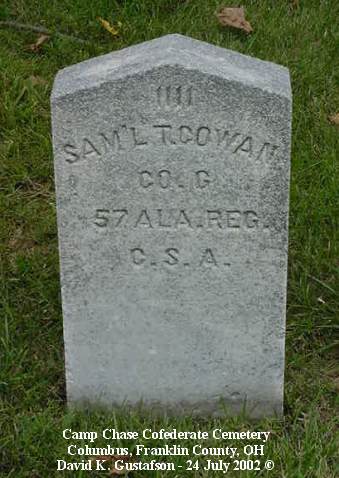 1111
SAM'L T. COWAN
CO. G
57 ALA. REG.
C. S. A.
Camp Chase Cofederate Cemetery
Columbus, Franklin County, OH
David K. Gustafson - 24 July 2002 ©